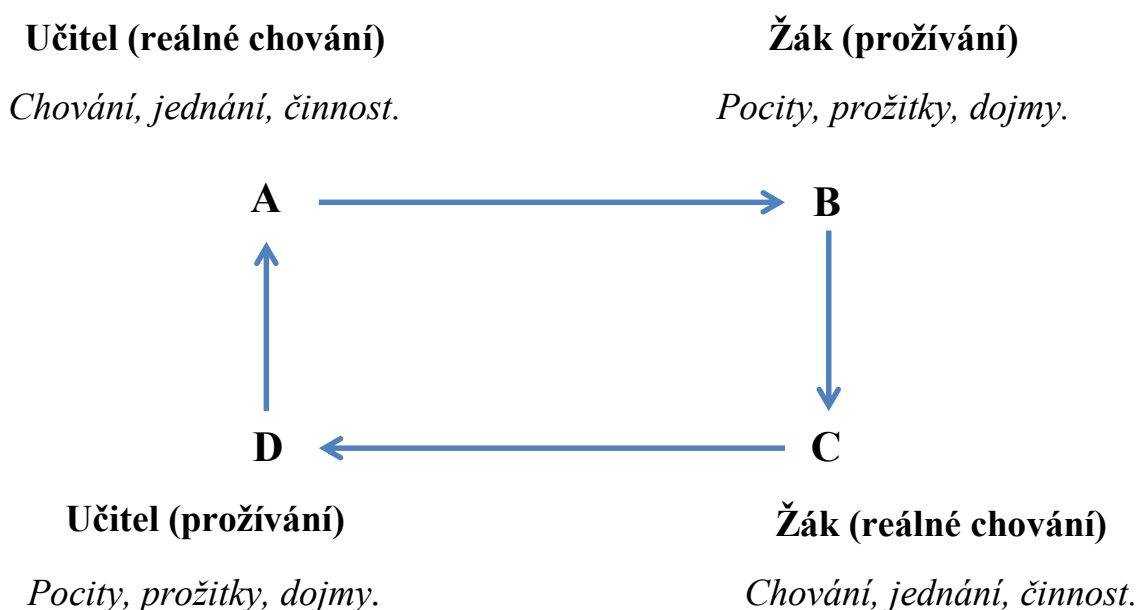 Učitel (reálné chování)
Žák (prožívání)
Chování, jednání, činnost.
Pocity, prožitky, dojmy.
A
B
D
C
Učitel (prožívání)
Žák (reálné chování)
Pocity, prožitky, dojmy.
Chování, jednání, činnost.